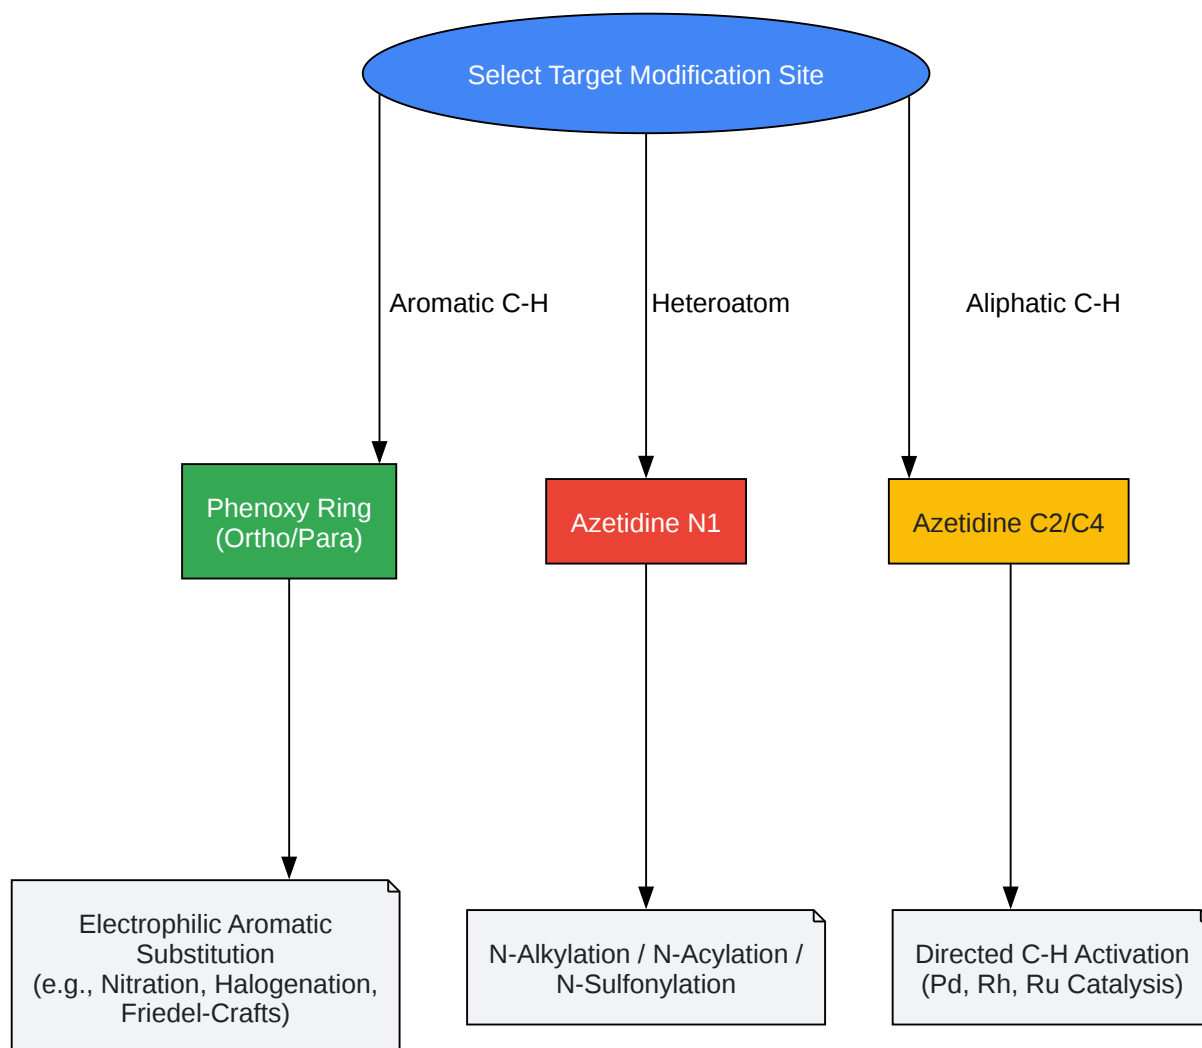 Select Target Modification Site
Aromatic C-H
Heteroatom
Aliphatic C-H
Phenoxy Ring
(Ortho/Para)
Azetidine N1
Azetidine C2/C4
Electrophilic Aromatic
Substitution
(e.g., Nitration, Halogenation,
Friedel-Crafts)
N-Alkylation / N-Acylation /
N-Sulfonylation
Directed C-H Activation
(Pd, Rh, Ru Catalysis)